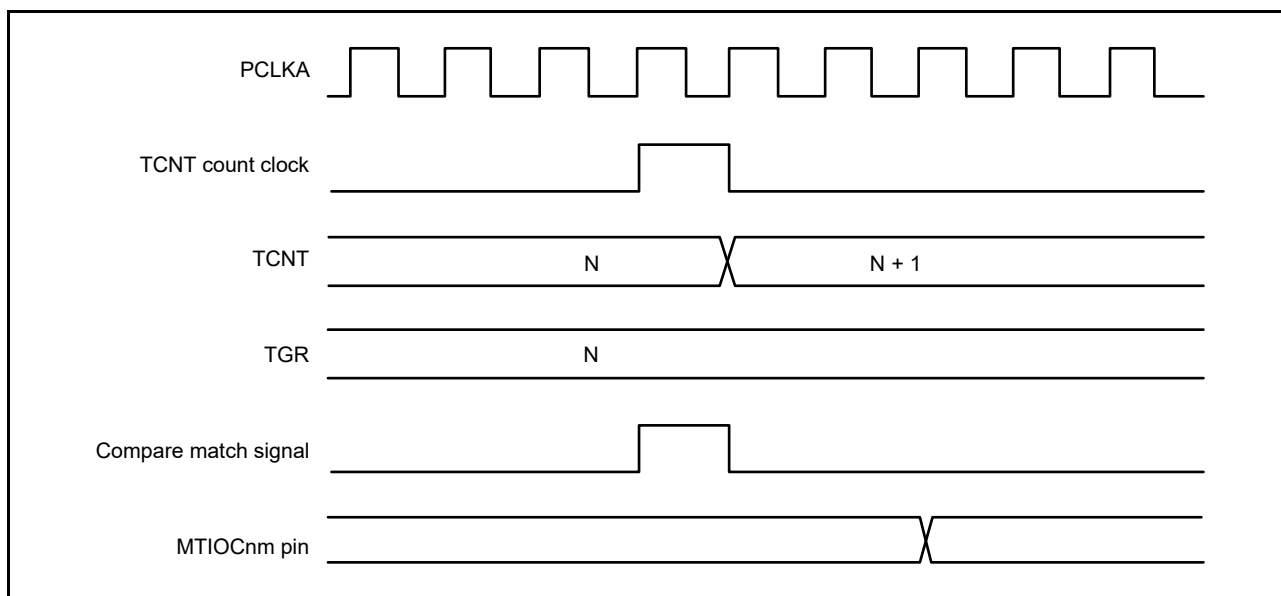 PCLKA
TCNT count clock
TCNT
N
N + 1
TGR
N
Compare match signal
MTIOCnm pin